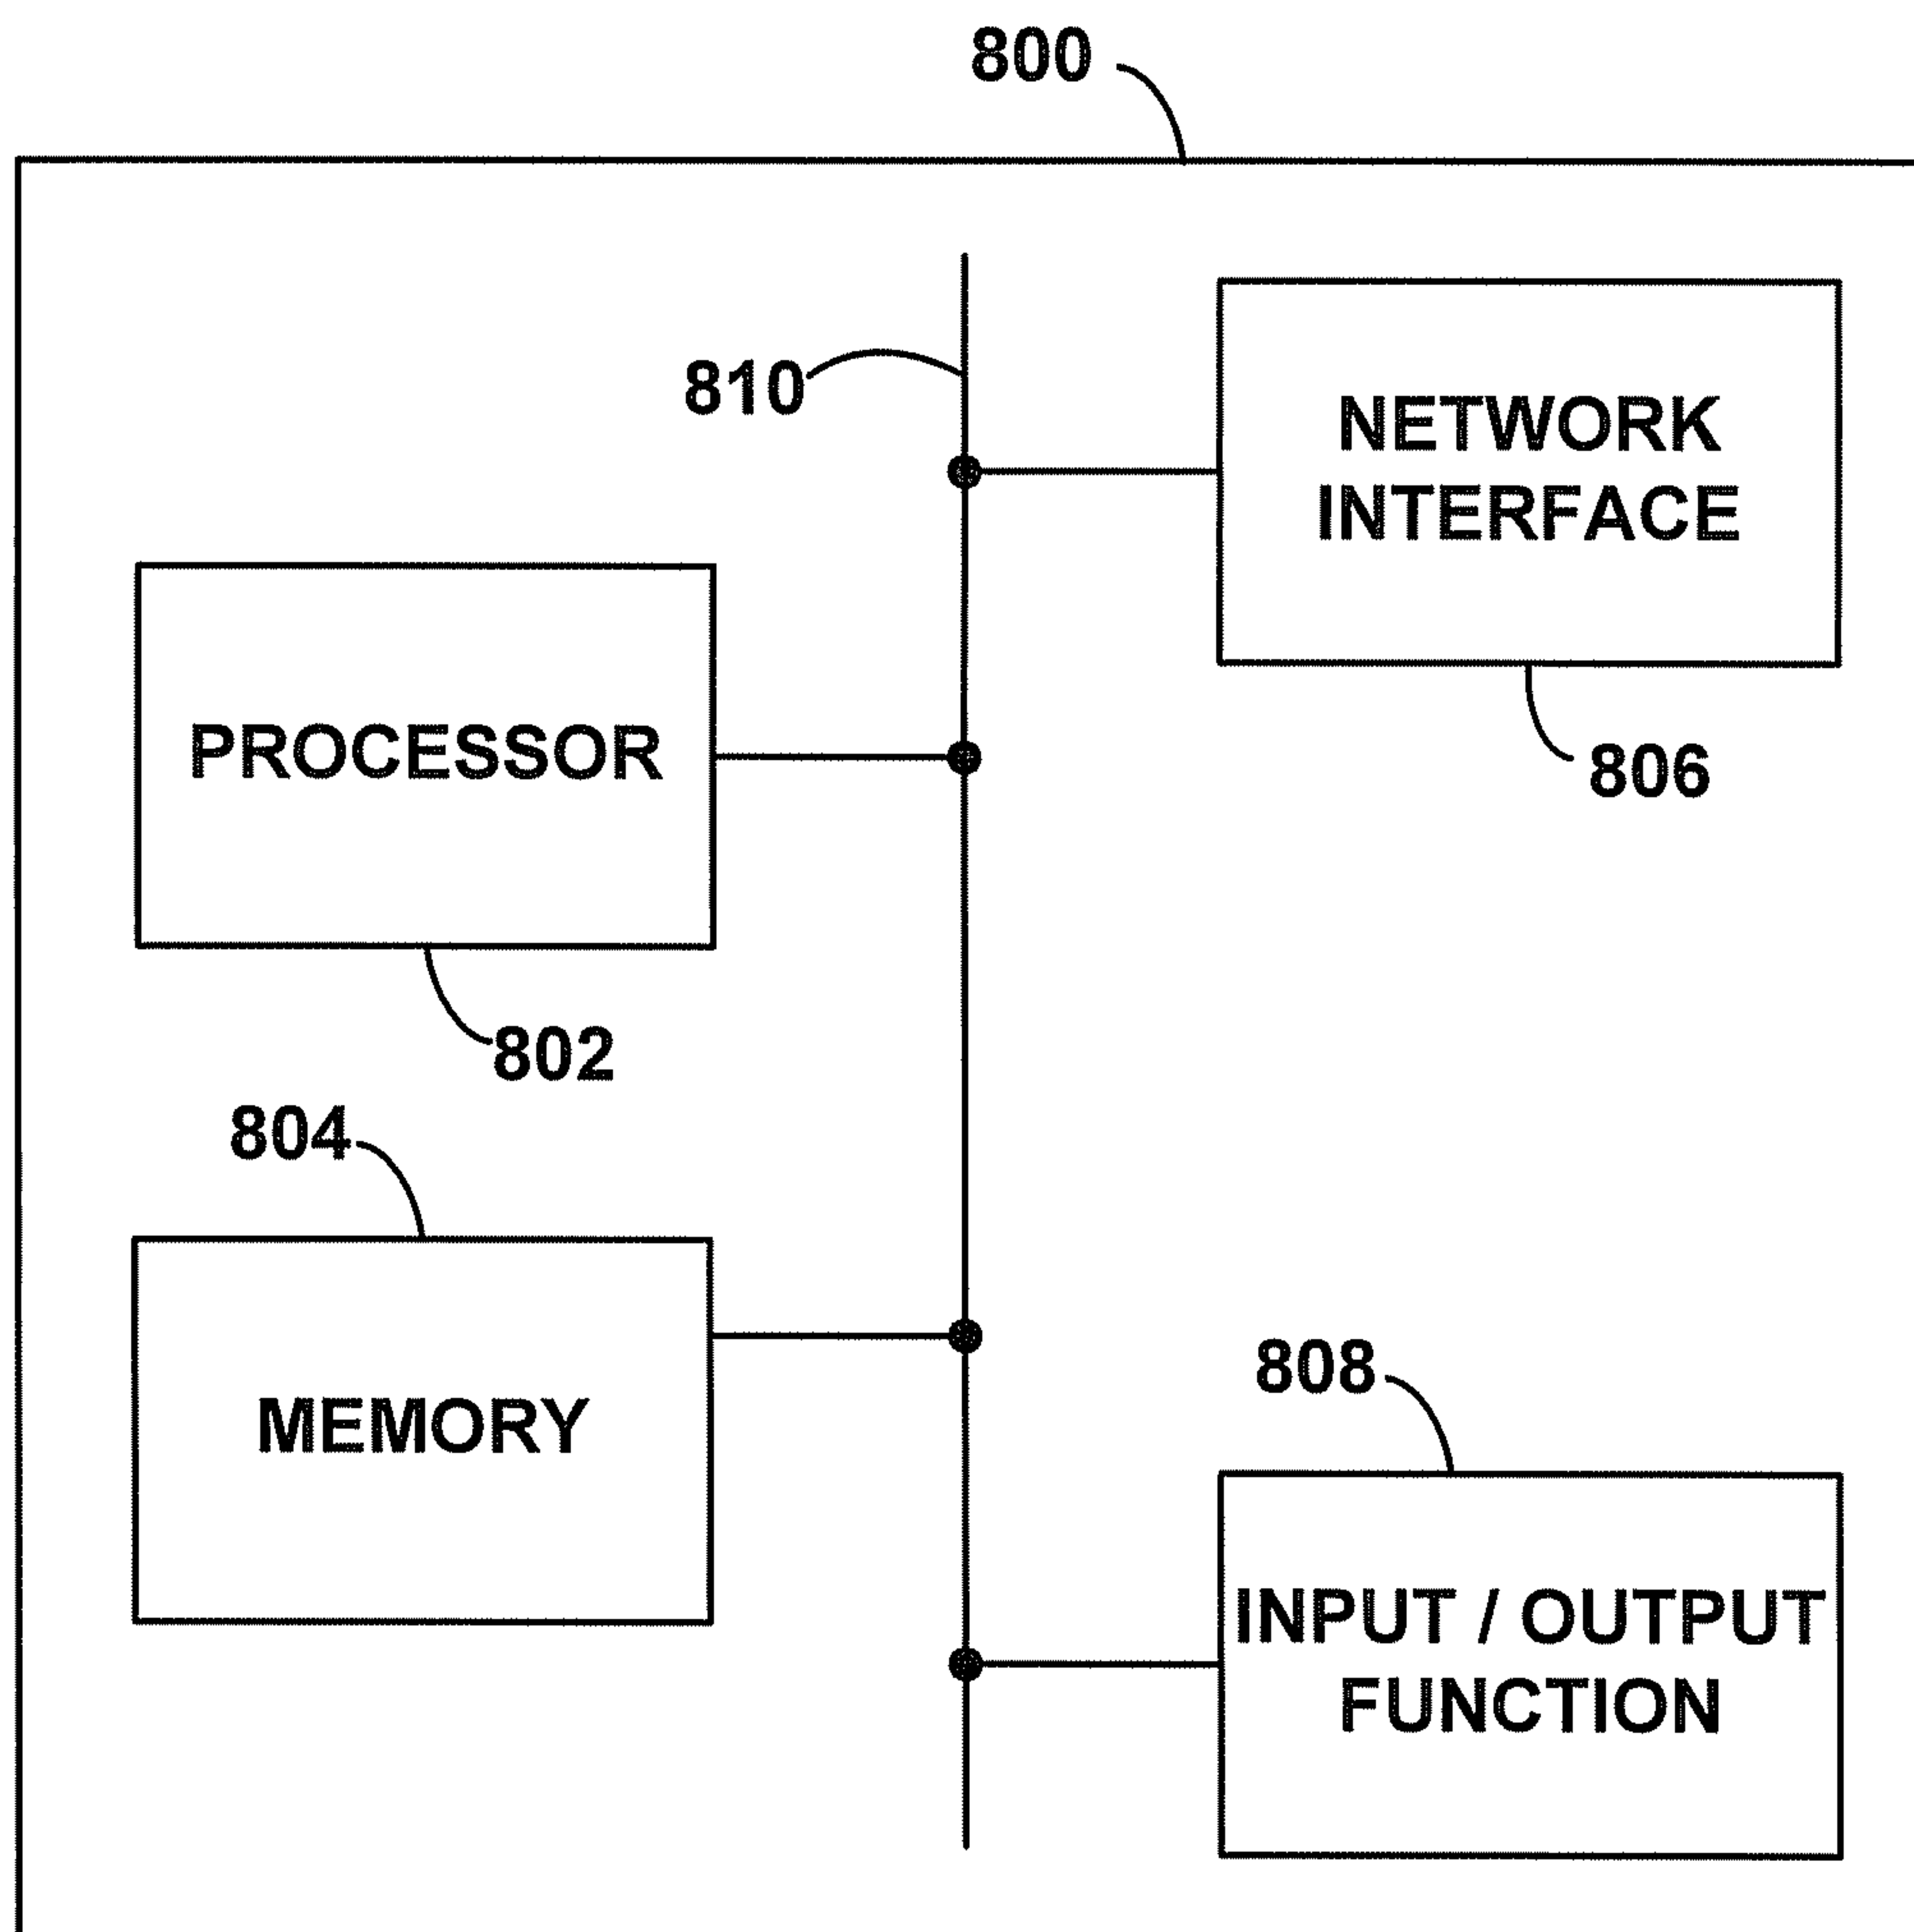 800
810
NETWORK
INTERFACE
PROCESSOR
806
802
804
MEMORY
808
INPUT / OUTPUT
FUNCTION